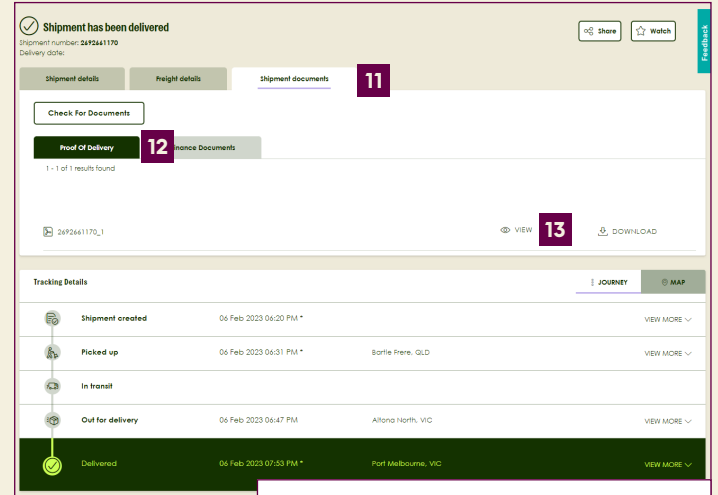 Shipment has been delivered
Shipment number: 2692661170
Delivery date:
Share
Watch
Feedback
Shipment details
Freight details
Shipment documents
11
Check For Documents
Proof Of Delivery
12
inance Documents
1 - 1 of 1 results found
2692661170_1
VIEW
13
DOWNLOAD
Tracking Details
JOURNEY
MAP
Shipment created 06 Feb 2023 06:20 PM * VIEW MORE
Picked up 06 Feb 2023 06:31 PM * Bartle Frere, QLD VIEW MORE
In transit
Out for delivery 06 Feb 2023 06:47 PM Altona North, VIC VIEW MORE
Delivered 06 Feb 2023 07:53 PM * Port Melbourne, VIC VIEW MORE